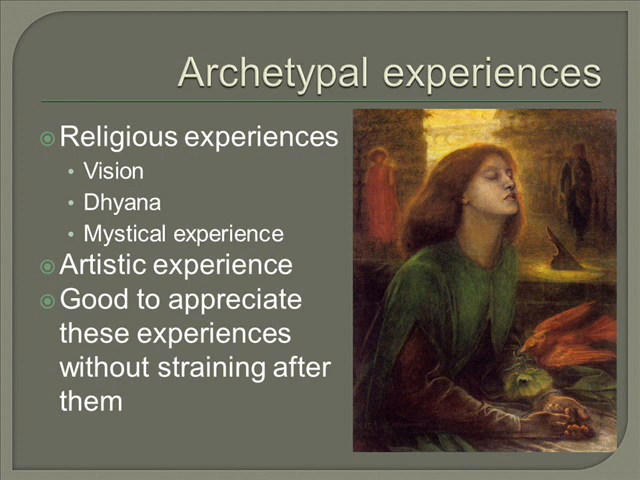 Archetypal experiences
Religious experiences
• Vision
• Dhyana
• Mystical experience
Artistic experience
Good to appreciate
these experiences
without straining after
them